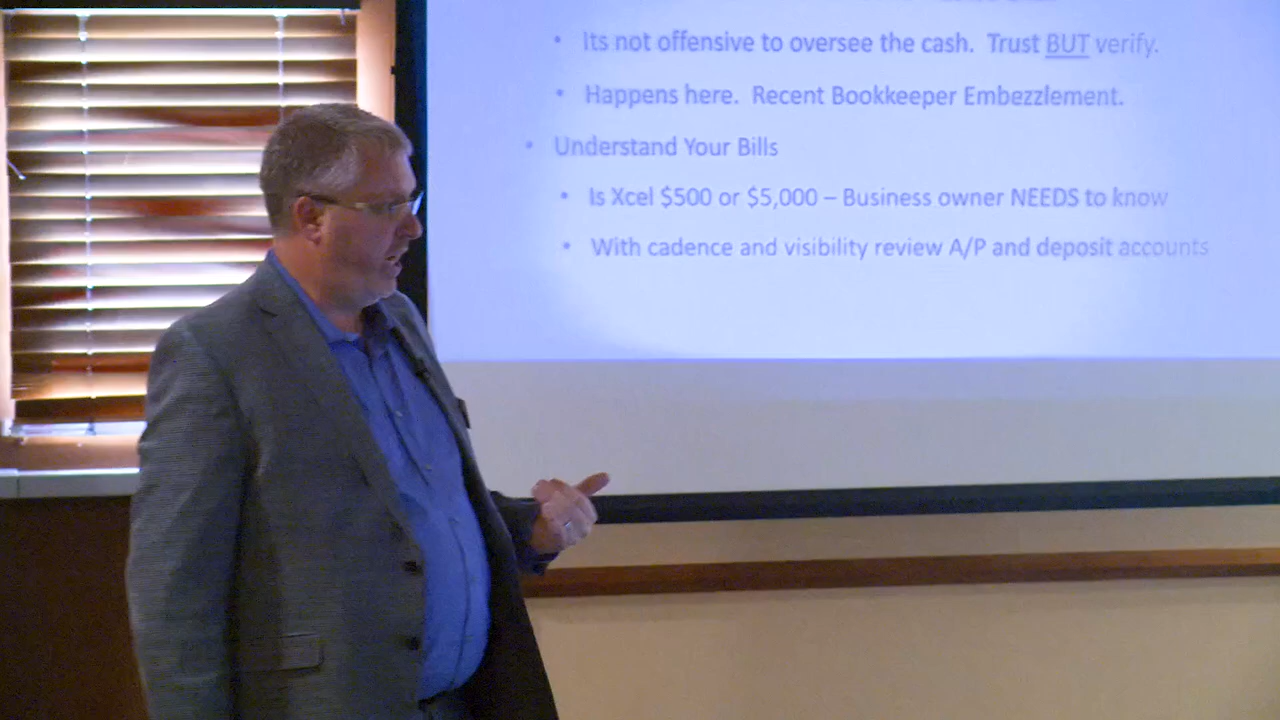 • Its not offensive to oversee the cash. Trust BUT verify.
• Happens here. Recent Bookkeeper Embezzlement.
• Understand Your Bills
• Is Xcel $500 or $5,000 – Business owner NEEDS to know
• With cadence and visibility review A/P and deposit accounts